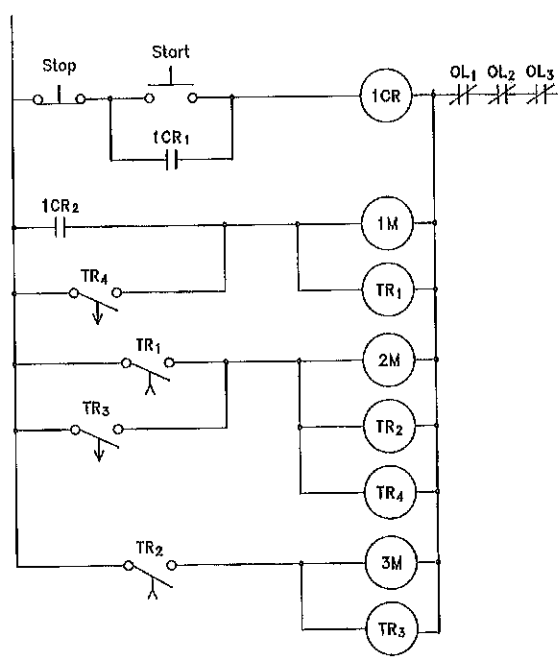 Start
Stop
OL₁ OL₂ OL₃
1CR
1CR₁
1CR₂
1M
TR₄
TR₁
TR₁
2M
TR₃
TR₂
TR₄
TR₂
3M
TR₃